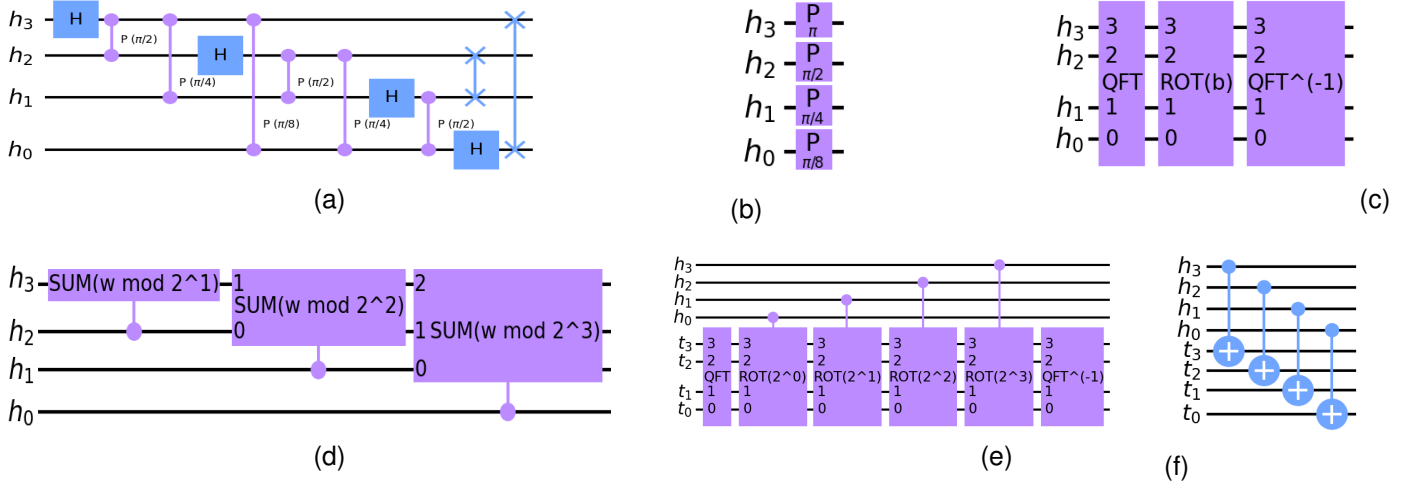 h3 H
P (π/2)
h2 H
P (π/4) P (π/2)
h1 H
P (π/8) P (π/4) P (π/2)
h0 H
(a)
h3 P π
h2 P π/2
h1 P π/4
h0 P π/8
(b)
h3 3 3 3
h2 2 2 2
QFT ROT(b) QFT^(-1)
h1 1 1 1
h0 0 0 0
(c)
h3 SUM(w mod 2^1) 1 2
SUM(w mod 2^2)
h2 0 1 SUM(w mod 2^3)
h1 0
h0
(d)
h3
h2
h1
h0
t3 3 3 3 3 3 3
t2 2 2 2 2 2 2
QFT ROT(2^0) ROT(2^1) ROT(2^2) ROT(2^3) QFT^(-1)
t1 1 1 1 1 1 1
t0 0 0 0 0 0 0
(e)
h3
h2
h1
h0
t3
t2
t1
t0
(f)